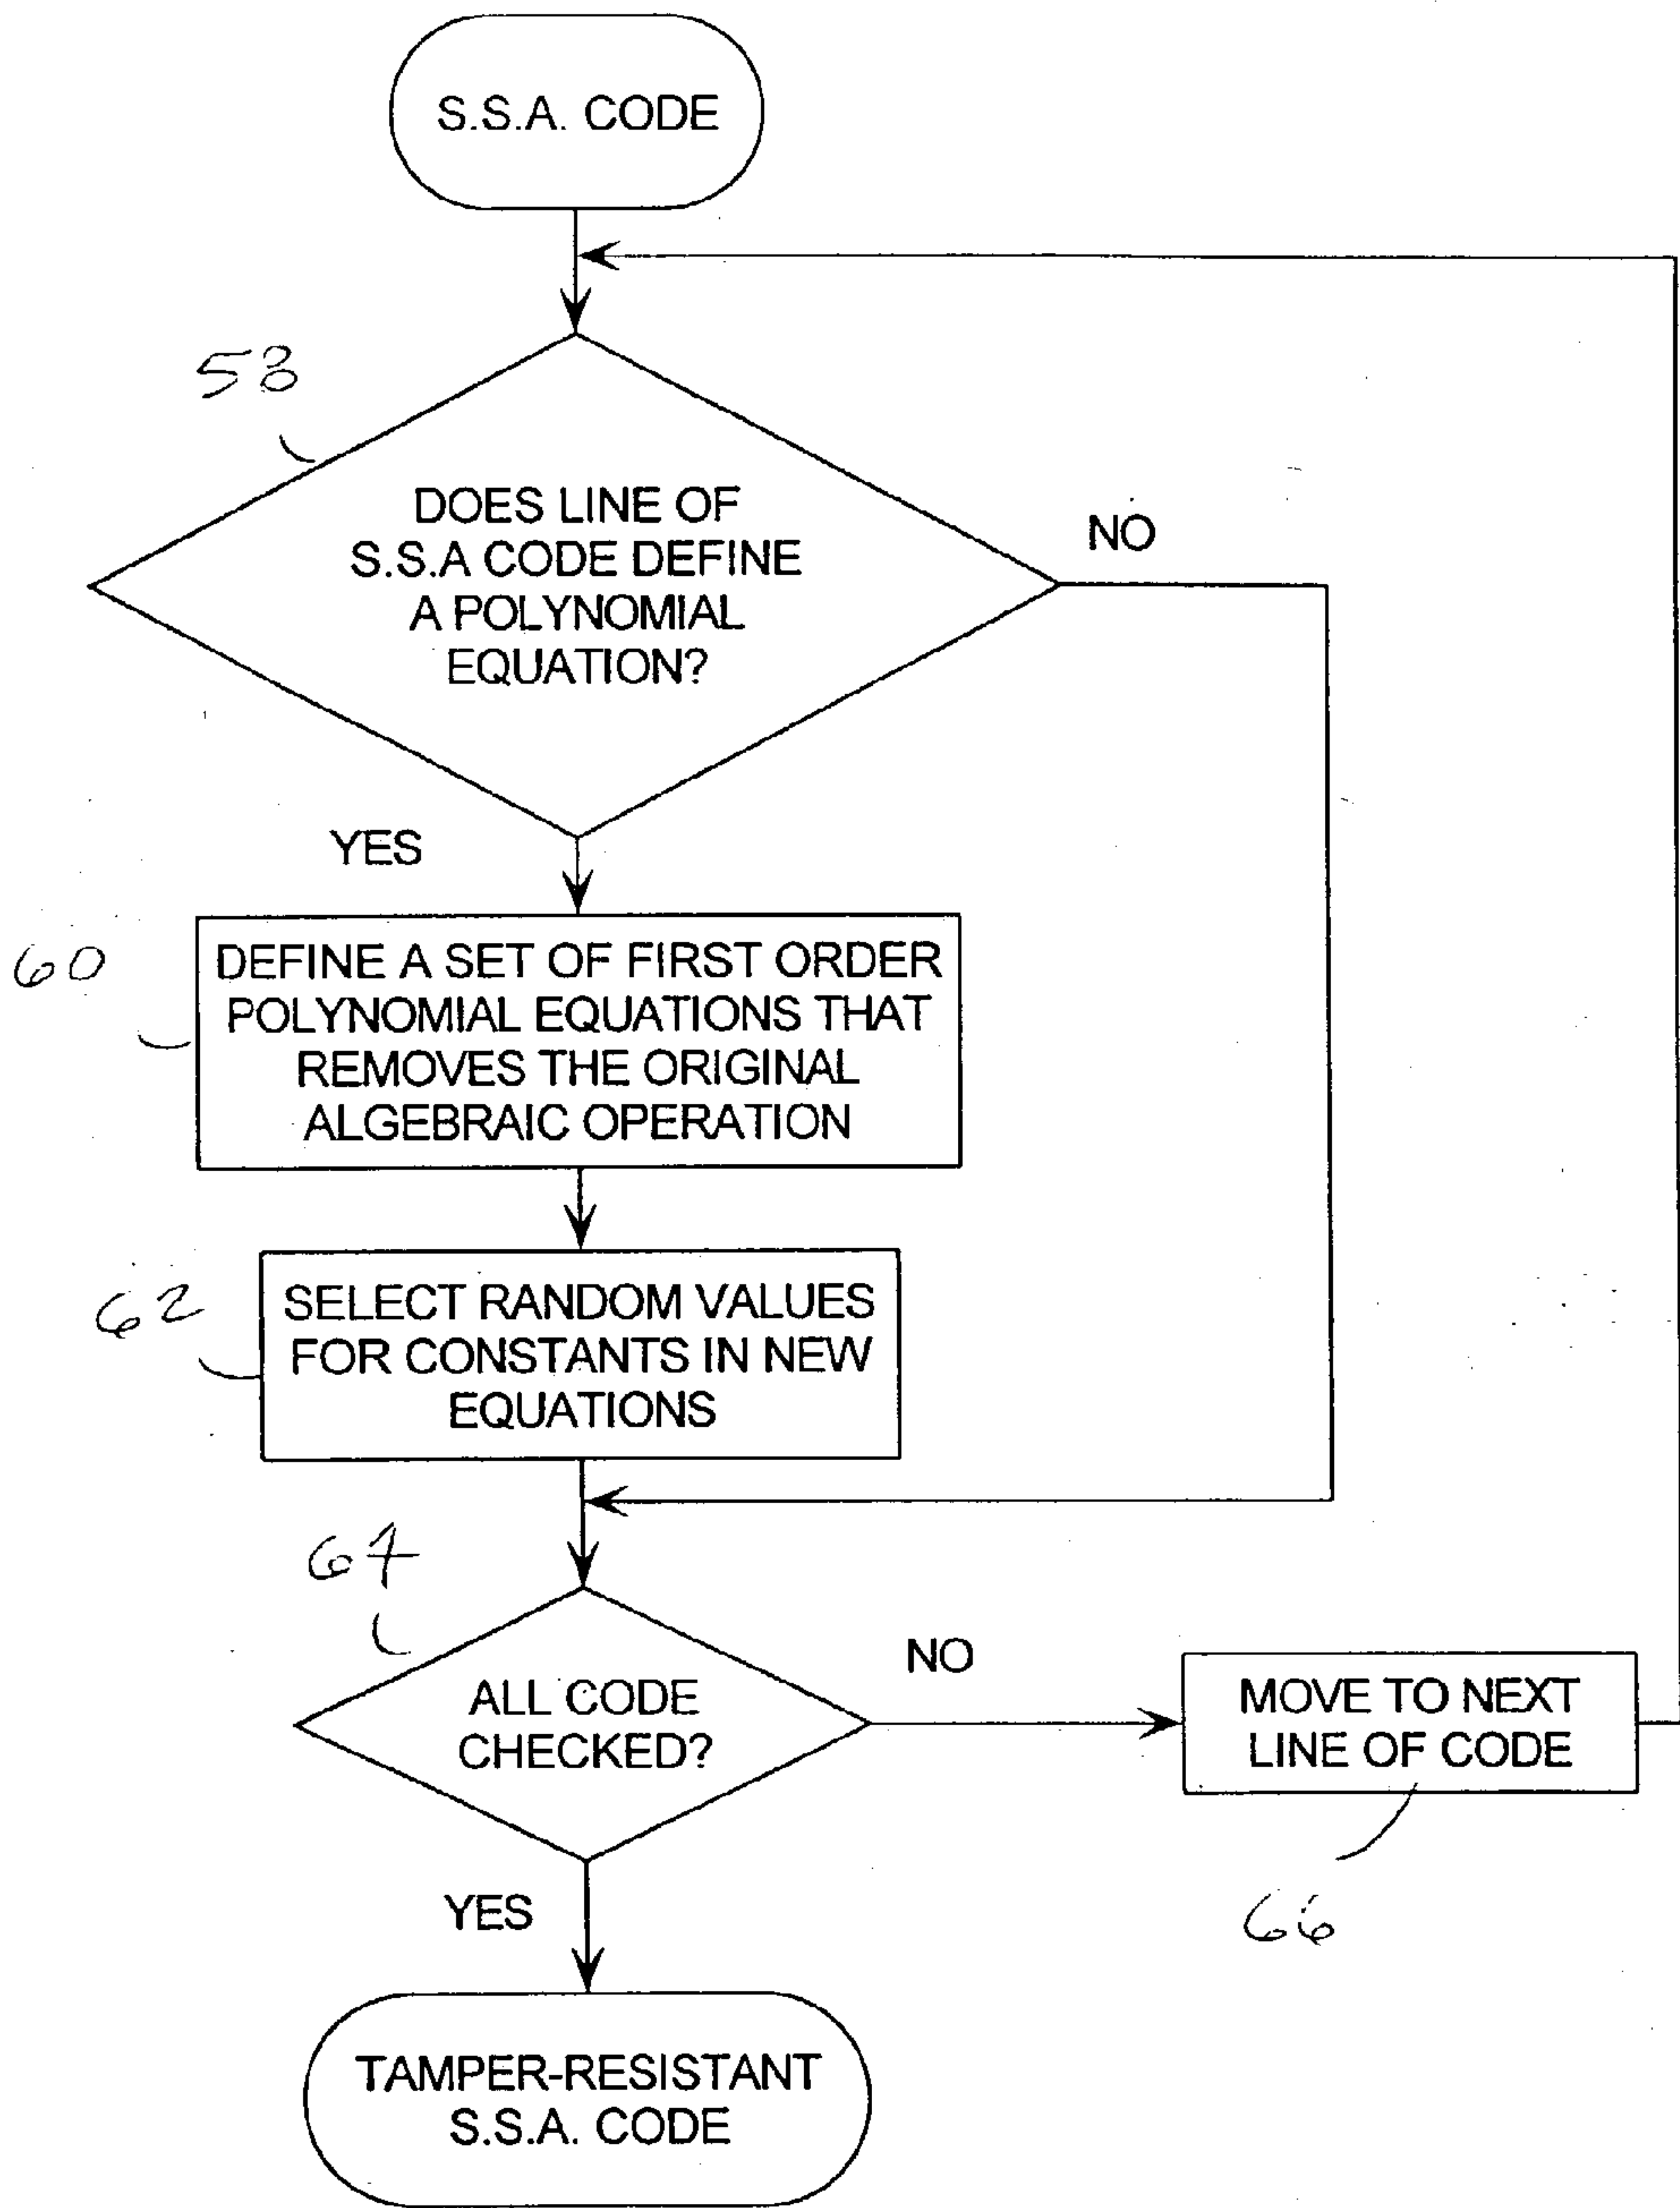 S.S.A. CODE
58
DOES LINE OF
S.S.A CODE DEFINE
A POLYNOMIAL
EQUATION?
NO
YES
60
DEFINE A SET OF FIRST ORDER
POLYNOMIAL EQUATIONS THAT
REMOVES THE ORIGINAL
ALGEBRAIC OPERATION
62
SELECT RANDOM VALUES
FOR CONSTANTS IN NEW
EQUATIONS
64
ALL CODE
CHECKED?
NO
MOVE TO NEXT
LINE OF CODE
66
YES
TAMPER-RESISTANT
S.S.A. CODE